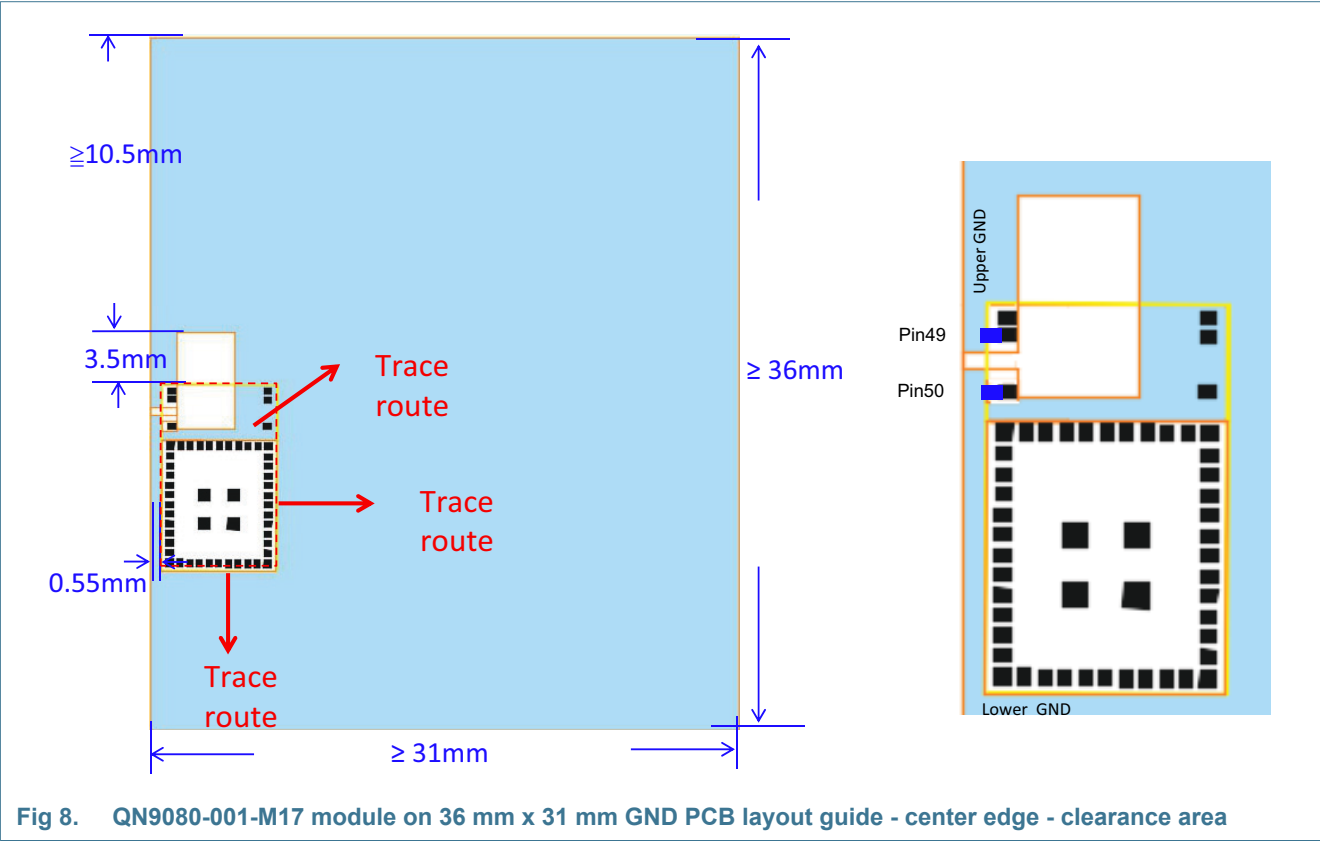 ≧10.5mm
3.5mm
Trace
route
≥ 36mm
Trace
route
0.55mm
Trace
route
≥ 31mm
Upper GND
Pin49
Pin50
Lower GND
Fig 8. QN9080-001-M17 module on 36 mm x 31 mm GND PCB layout guide - center edge - clearance area